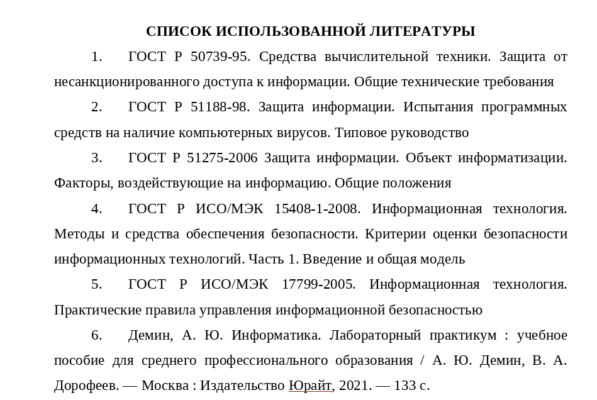 СПИСОК ИСПОЛЬЗОВАННОЙ ЛИТЕРАТУРЫ
1. ГОСТ Р 50739-95. Средства вычислительной техники. Защита от
несанкционированного доступа к информации. Общие технические требования
2. ГОСТ Р 51188-98. Защита информации. Испытания программных
средств на наличие компьютерных вирусов. Типовое руководство
3. ГОСТ Р 51275-2006 Защита информации. Объект информатизации.
Факторы, воздействующие на информацию. Общие положения
4. ГОСТ Р ИСО/МЭК 15408-1-2008. Информационная технология.
Методы и средства обеспечения безопасности. Критерии оценки безопасности
информационных технологий. Часть 1. Введение и общая модель
5. ГОСТ Р ИСО/МЭК 17799-2005. Информационная технология.
Практические правила управления информационной безопасностью
6. Демин, А. Ю. Информатика. Лабораторный практикум : учебное
пособие для среднего профессионального образования / А. Ю. Демин, В. А.
Дорофеев. — Москва : Издательство Юрайт, 2021. — 133 с.